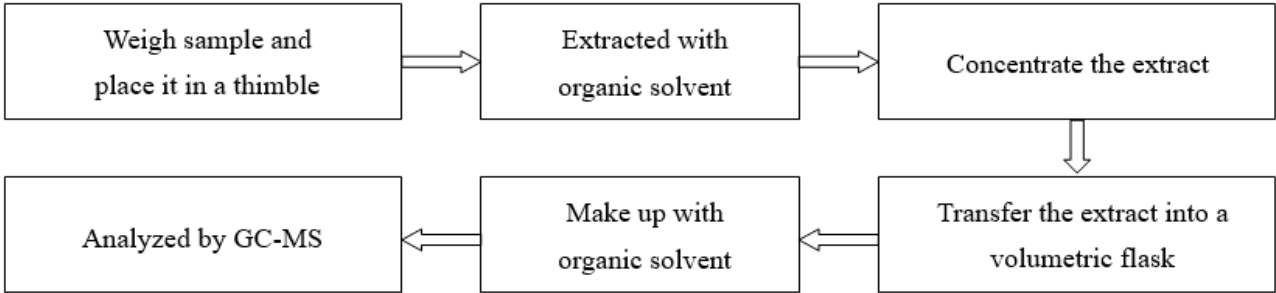 Weigh sample and
place it in a thimble
Extracted with
organic solvent
Concentrate the extract
Transfer the extract into a
volumetric flask
Make up with
organic solvent
Analyzed by GC-MS